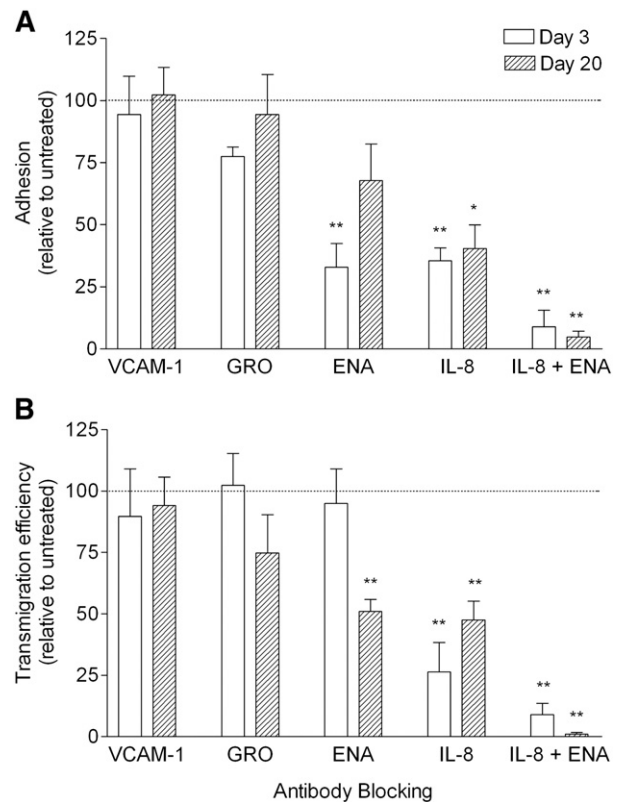 A
125
Day 3
Day 20
100
75
50
25
0
Adhesion
(relative to untreated)
** ** * ** **
VCAM-1 GRO ENA IL-8 IL-8 + ENA
B
125
100
75
50
25
0
Transmigration efficiency
(relative to untreated)
** ** ** ** **
VCAM-1 GRO ENA IL-8 IL-8 + ENA
Antibody Blocking